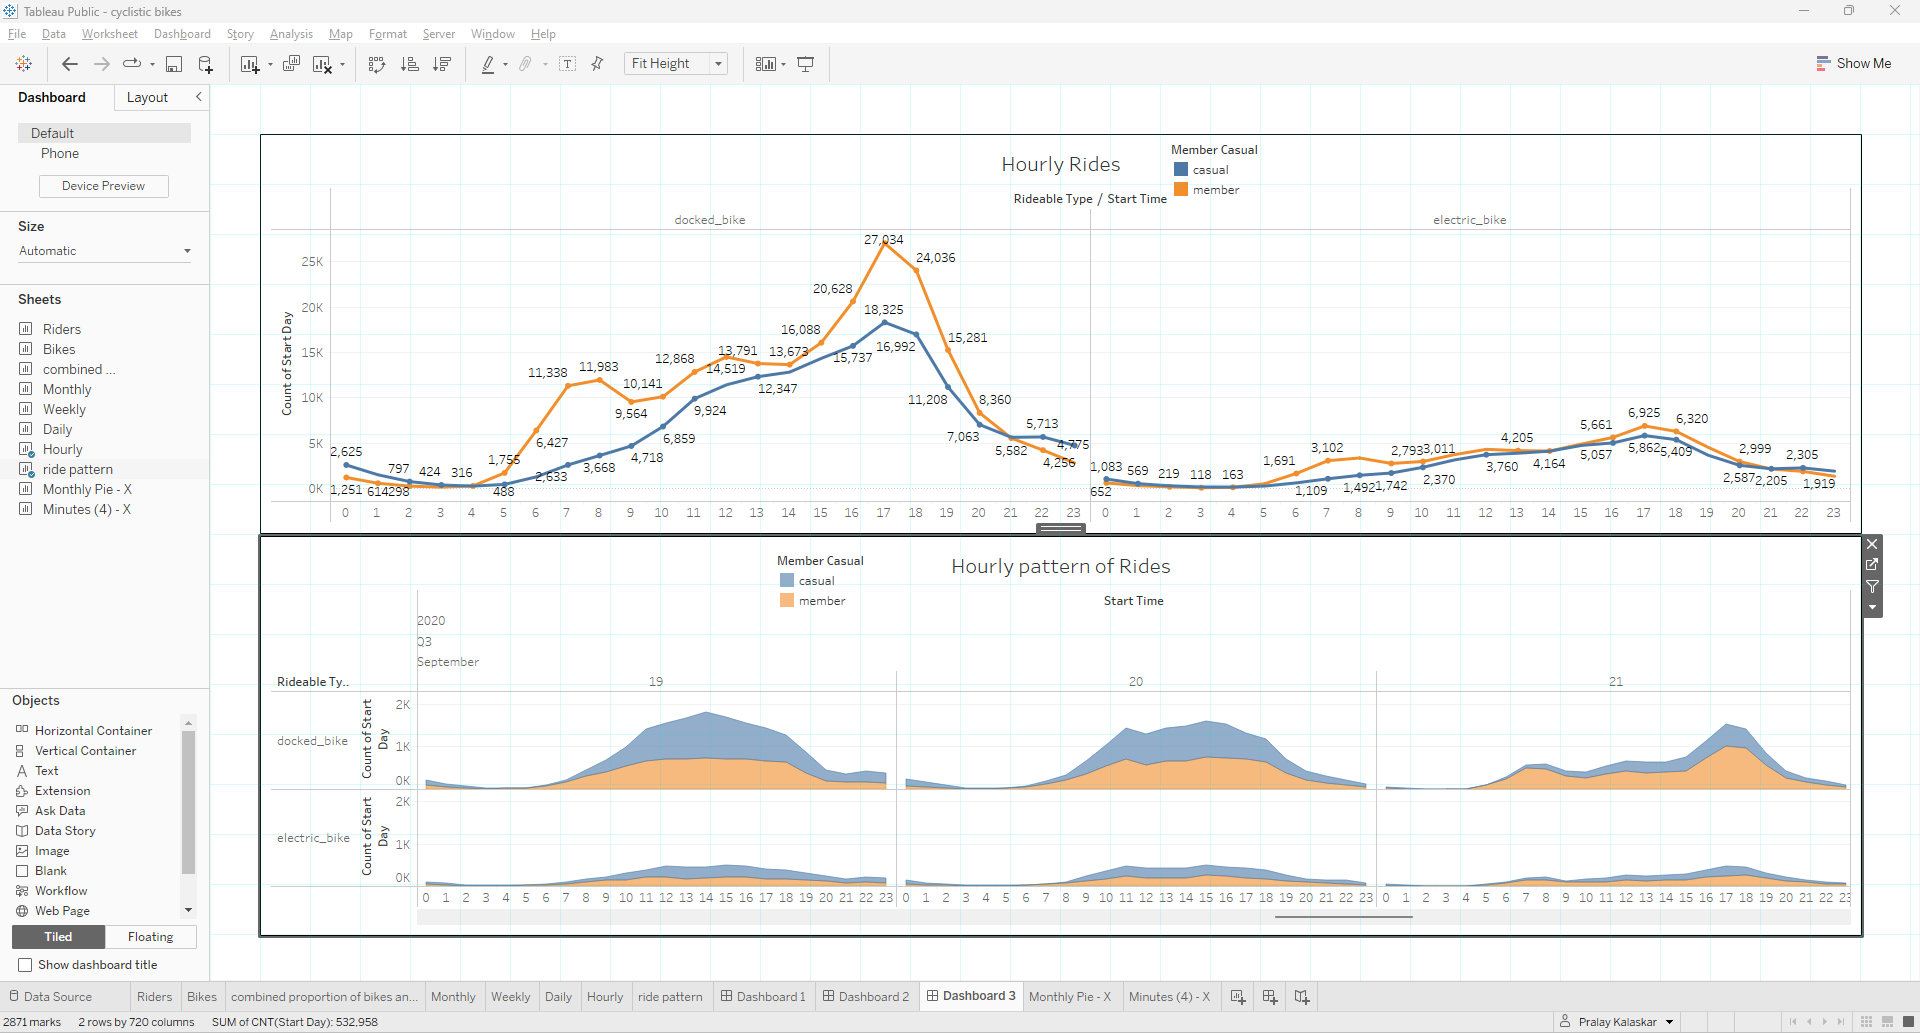 Tableau Public - cyclistic bikes
File Data Worksheet Dashboard Story Analysis Map Format Server Window Help
Fit Height
Show Me
Dashboard Layout
Default
Phone
Device Preview
Size
Automatic
Sheets
Riders
Bikes
combined ...
Monthly
Weekly
Daily
Hourly
ride pattern
Monthly Pie - X
Minutes (4) - X
Objects
Horizontal Container
Vertical Container
Text
Extension
Ask Data
Data Story
Image
Blank
Workflow
Web Page
Tiled Floating
Show dashboard title
Hourly Rides
Member Casual
casual
member
Rideable Type / Start Time
docked_bike electric_bike
Count of Start Day
25K
20K
15K
10K
5K
0K
27,034
24,036
20,628
18,325
16,088
15,281
13,791 13,673
16,992
12,868
14,519
15,737
11,338 11,983
10,141
12,347
9,564
9,924
11,208
8,360
6,427
6,859
7,063
5,713
4,775
2,625
797 424 316
1,755
2,633
3,668
4,718
5,582
4,256
1,251 614 298
488
1,083 569 219 118 163
652
1,691
3,102
2,793 3,011
4,205
5,661
6,925
6,320
2,999
2,305
1,109
1,492 1,742
2,370
3,760
4,164
5,057
5,862 5,409
2,587 2,205
1,919
0 1 2 3 4 5 6 7 8 9 10 11 12 13 14 15 16 17 18 19 20 21 22 23 0 1 2 3 4 5 6 7 8 9 10 11 12 13 14 15 16 17 18 19 20 21 22 23
Member Casual
casual
member
Hourly pattern of Rides
Start Time
2020
Q3
September
Rideable Ty.. 19 20 21
docked_bike
Count of Start
Day
2K
1K
0K
electric_bike
Count of Start
Day
2K
1K
0K
0 1 2 3 4 5 6 7 8 9 10 11 12 13 14 15 16 17 18 19 20 21 22 23 0 1 2 3 4 5 6 7 8 9 10 11 12 13 14 15 16 17 18 19 20 21 22 23 0 1 2 3 4 5 6 7 8 9 10 11 12 13 14 15 16 17 18 19 20 21 22 23
Data Source Riders Bikes combined proportion of bikes an... Monthly Weekly Daily Hourly ride pattern Dashboard 1 Dashboard 2 Dashboard 3 Monthly Pie - X Minutes (4) - X
2871 marks 2 rows by 720 columns SUM of CNT(Start Day): 532,958 Pralay Kalaskar